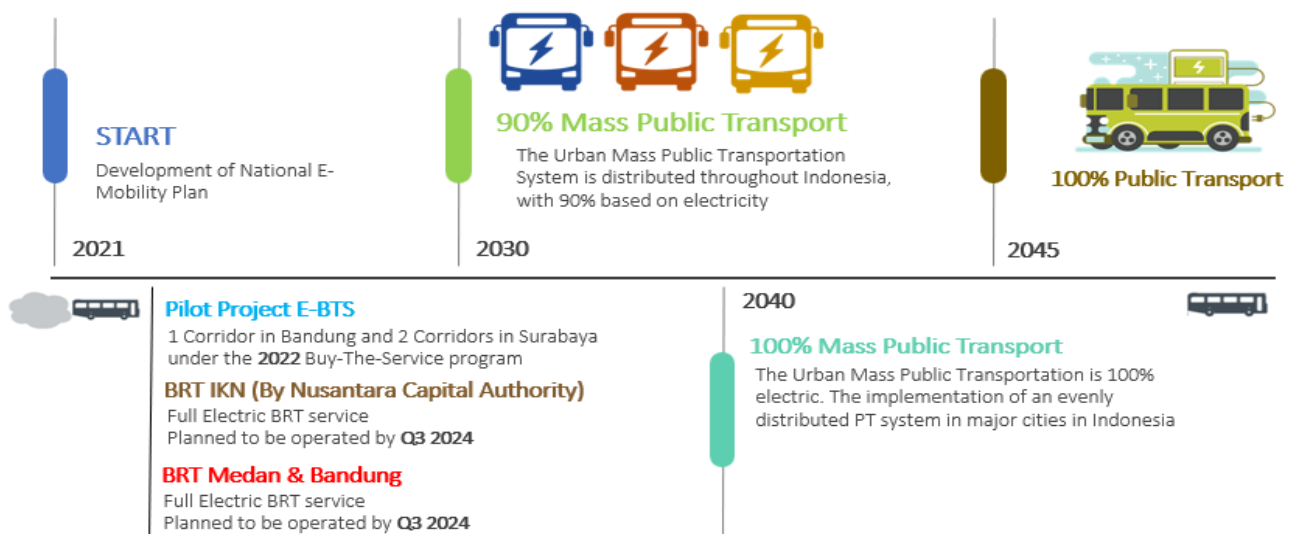 START
Development of National E-
Mobility Plan
2021
90% Mass Public Transport
The Urban Mass Public Transportation
System is distributed throughout Indonesia,
with 90% based on electricity
2030
100% Public Transport
2045
Pilot Project E-BTS
1 Corridor in Bandung and 2 Corridors in Surabaya
under the 2022 Buy-The-Service program
BRT IKN (By Nusantara Capital Authority)
Full Electric BRT service
Planned to be operated by Q3 2024
BRT Medan & Bandung
Full Electric BRT service
Planned to be operated by Q3 2024
2040
100% Mass Public Transport
The Urban Mass Public Transportation is 100%
electric. The implementation of an evenly
distributed PT system in major cities in Indonesia